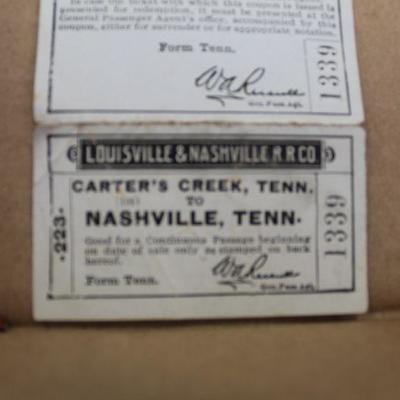 In case the ticket with which this coupon is issued is
presented for redemption, it must be presented at the
General Passenger Agent's office, accompanied by this
coupon, either for surrender or for appropriate notation.
Form Tenn.
1339
Gen. Pass. Agt.
LOUISVILLE & NASHVILLE R.R.CO.
CARTER'S CREEK, TENN.
TO
NASHVILLE, TENN.
·223·
Good for a Continuous Passage beginning
on date of sale only as stamped on back
hereof.
Form Tenn.
1339
Gen. Pass. Agt.